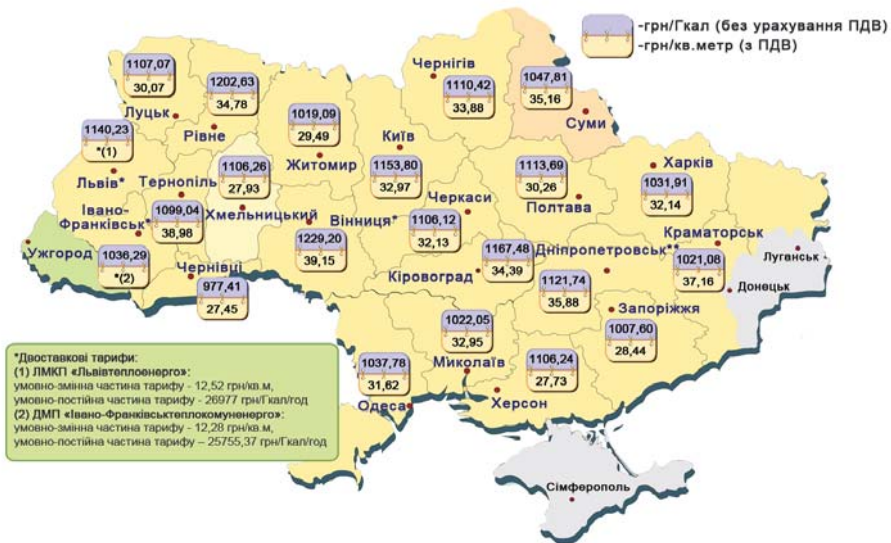 -грн/Гкал (без урахування ПДВ)
-грн/кв.метр (з ПДВ)
1107,07
30,07
Луцьк
1202,63
34,78
Рівне
1019,09
29,49
Житомир
Чернігів
1110,42
33,88
1047,81
35,16
Суми
1140,23
*(1)
Львів*
Тернопіль
1106,26
27,93
Хмельницький
Київ
1153,80
32,97
1113,69
30,26
Полтава
Харків
1031,91
32,14
Івано-
Франківськ*
1099,04
38,98
Вінниця*
1229,20
39,15
Черкаси
1106,12
32,13
Ужгород
1036,29
*(2)
Чернівці
977,41
27,45
Кіровоград
1167,48
34,39
Дніпропетровськ**
1121,74
35,88
Краматорськ
1021,08
37,16
Луганськ
Донецьк
Запоріжжя
1007,60
28,44
1022,05
32,95
Миколаїв
1037,78
31,62
Одеса
1106,24
27,73
Херсон
Сімферополь
*Двоставкові тарифи:
(1) ЛМКП «Львівтеплоенерго»:
умовно-змінна частина тарифу - 12,52 грн/кв.м,
умовно-постійна частина тарифу - 26977 грн/Гкал/год
(2) ДМП «Івано-Франківськтеплокомуненерго»:
умовно-змінна частина тарифу - 12,28 грн/кв.м,
умовно-постійна частина тарифу – 25755,37 грн/Гкал/год